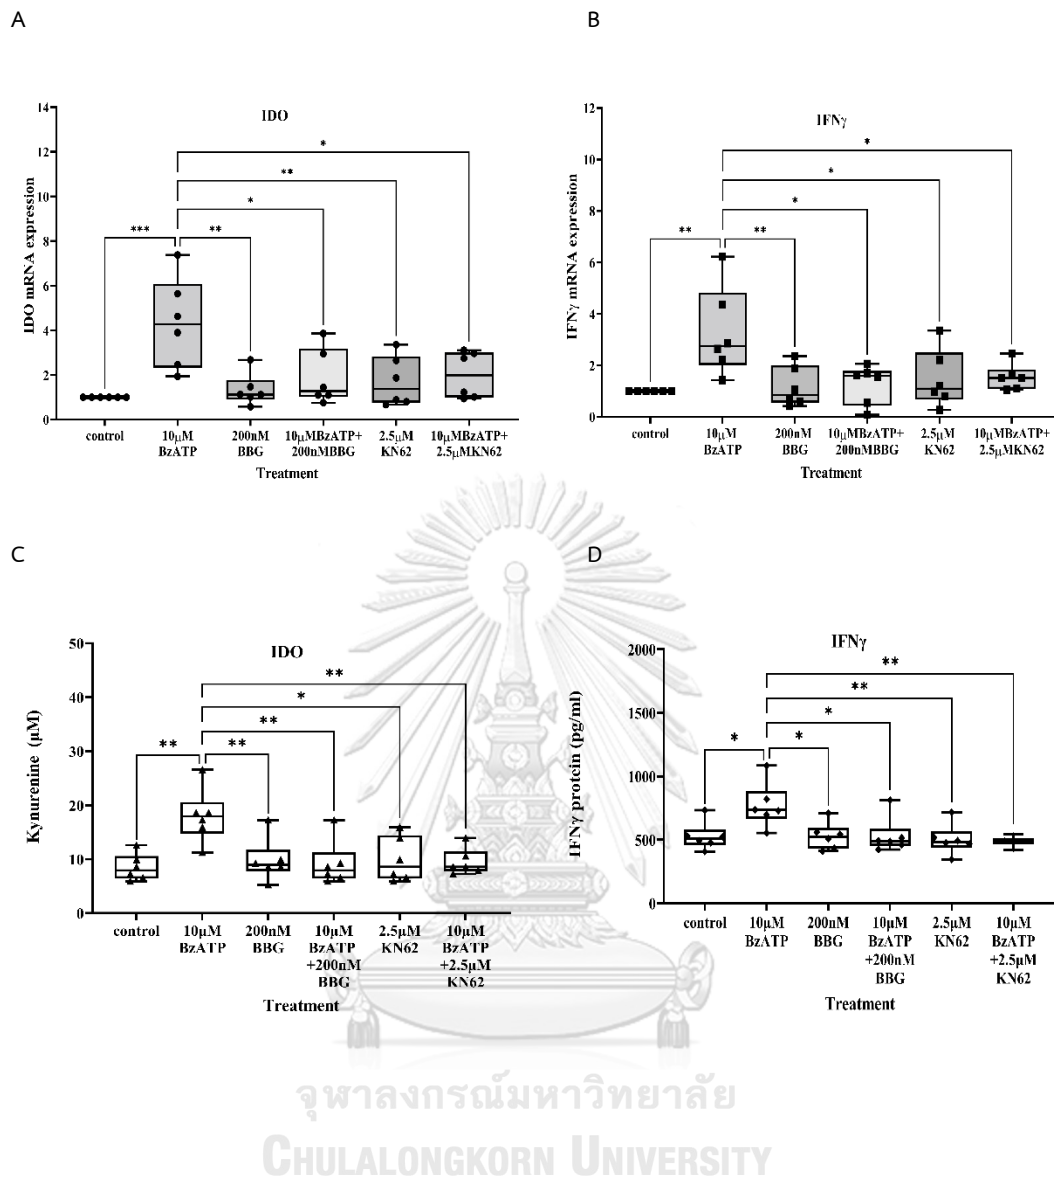 A
B
IDO
IDO mRNA expression
14
12
10
8
6
4
2
0
*
**
*
*** **
control
10μM
BzATP
200nM
BBG
10μMBzATP+
200nMBBG
2.5μM
KN62
10μMBzATP+
2.5μMKN62
Treatment
IFNγ
IFNγ mRNA expression
12
10
8
6
4
2
0
*
*
*
** **
control
10μM
BzATP
200nM
BBG
10μMBzATP+
200nMBBG
2.5μM
KN62
10μMBzATP+
2.5μMKN62
Treatment
C
D
IDO
Kynurenine (μM)
50
40
30
20
10
0
**
*
**
** **
control
10μM
BzATP
200nM
BBG
10μM
BzATP
+200nM
BBG
2.5μM
KN62
10μM
BzATP
+2.5μM
KN62
Treatment
IFNγ
IFNγ protein (pg/ml)
2000
1500
1000
500
0
**
**
*
* *
control
10μM
BzATP
200nM
BBG
10μM
BzATP
+200nM
BBG
2.5μM
KN62
10μM
BzATP
+2.5μM
KN62
Treatment
จุฬาลงกรณ์มหาวิทยาลัย
CHULALONGKORN UNIVERSITY